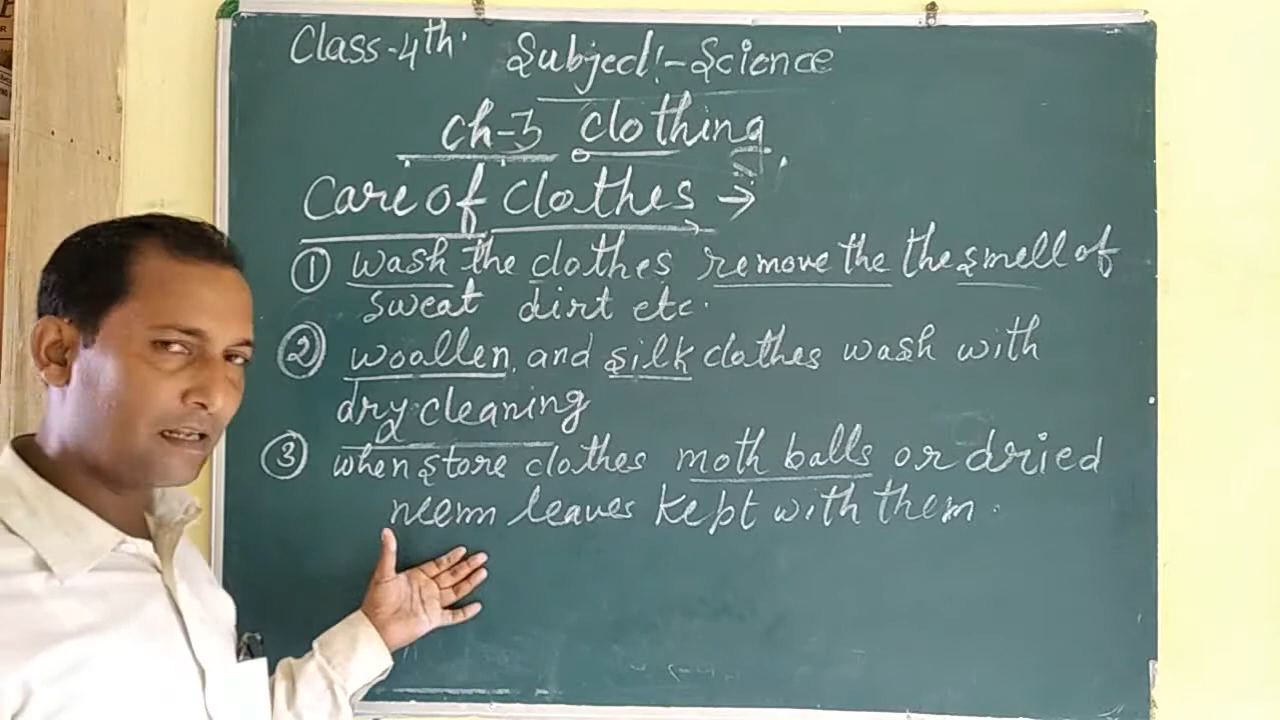 Class-4th. Subject:-Science
ch-3 clothing
Care of clothes →
① wash the clothes remove the the smell of
sweat dirt etc.
② woollen and silk clothes wash with
dry cleaning
③ when store clothes moth balls or dried
neem leaves kept with them.